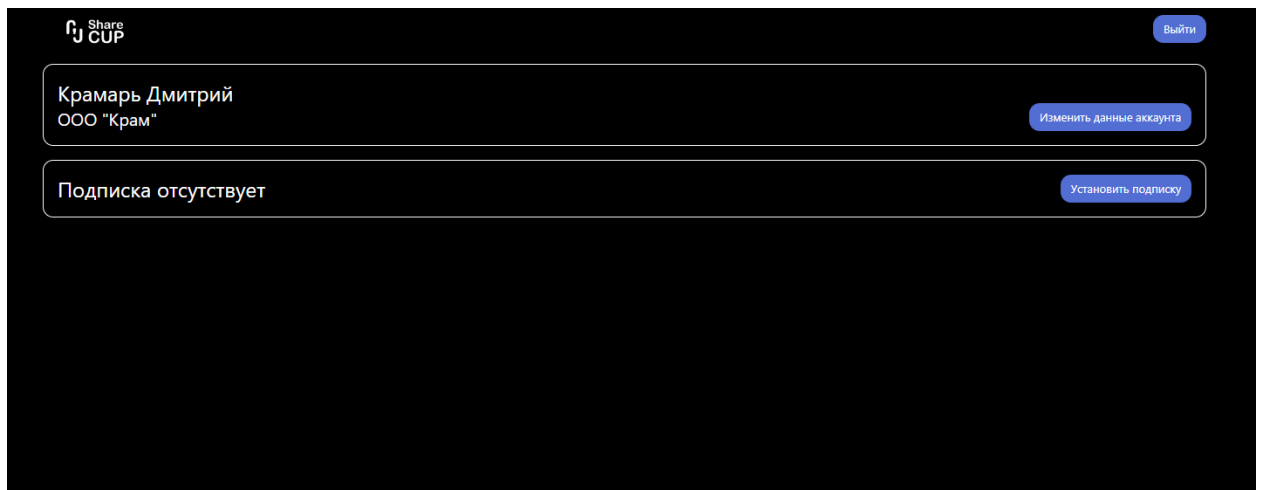 Share
CUP
Выйти
Крамарь Дмитрий
ООО "Крам"
Изменить данные аккаунта
Подписка отсутствует
Установить подписку